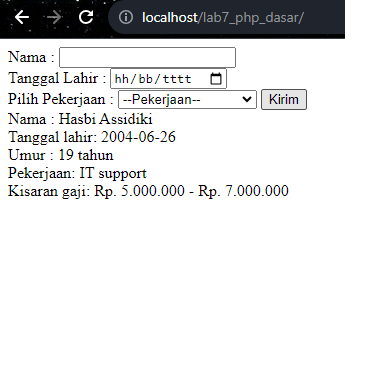 localhost/lab7_php_dasar/
Nama :
Tanggal Lahir : hh/bb/tttt
Pilih Pekerjaan : --Pekerjaan-- Kirim
Nama : Hasbi Assidiki
Tanggal lahir: 2004-06-26
Umur : 19 tahun
Pekerjaan: IT support
Kisaran gaji: Rp. 5.000.000 - Rp. 7.000.000